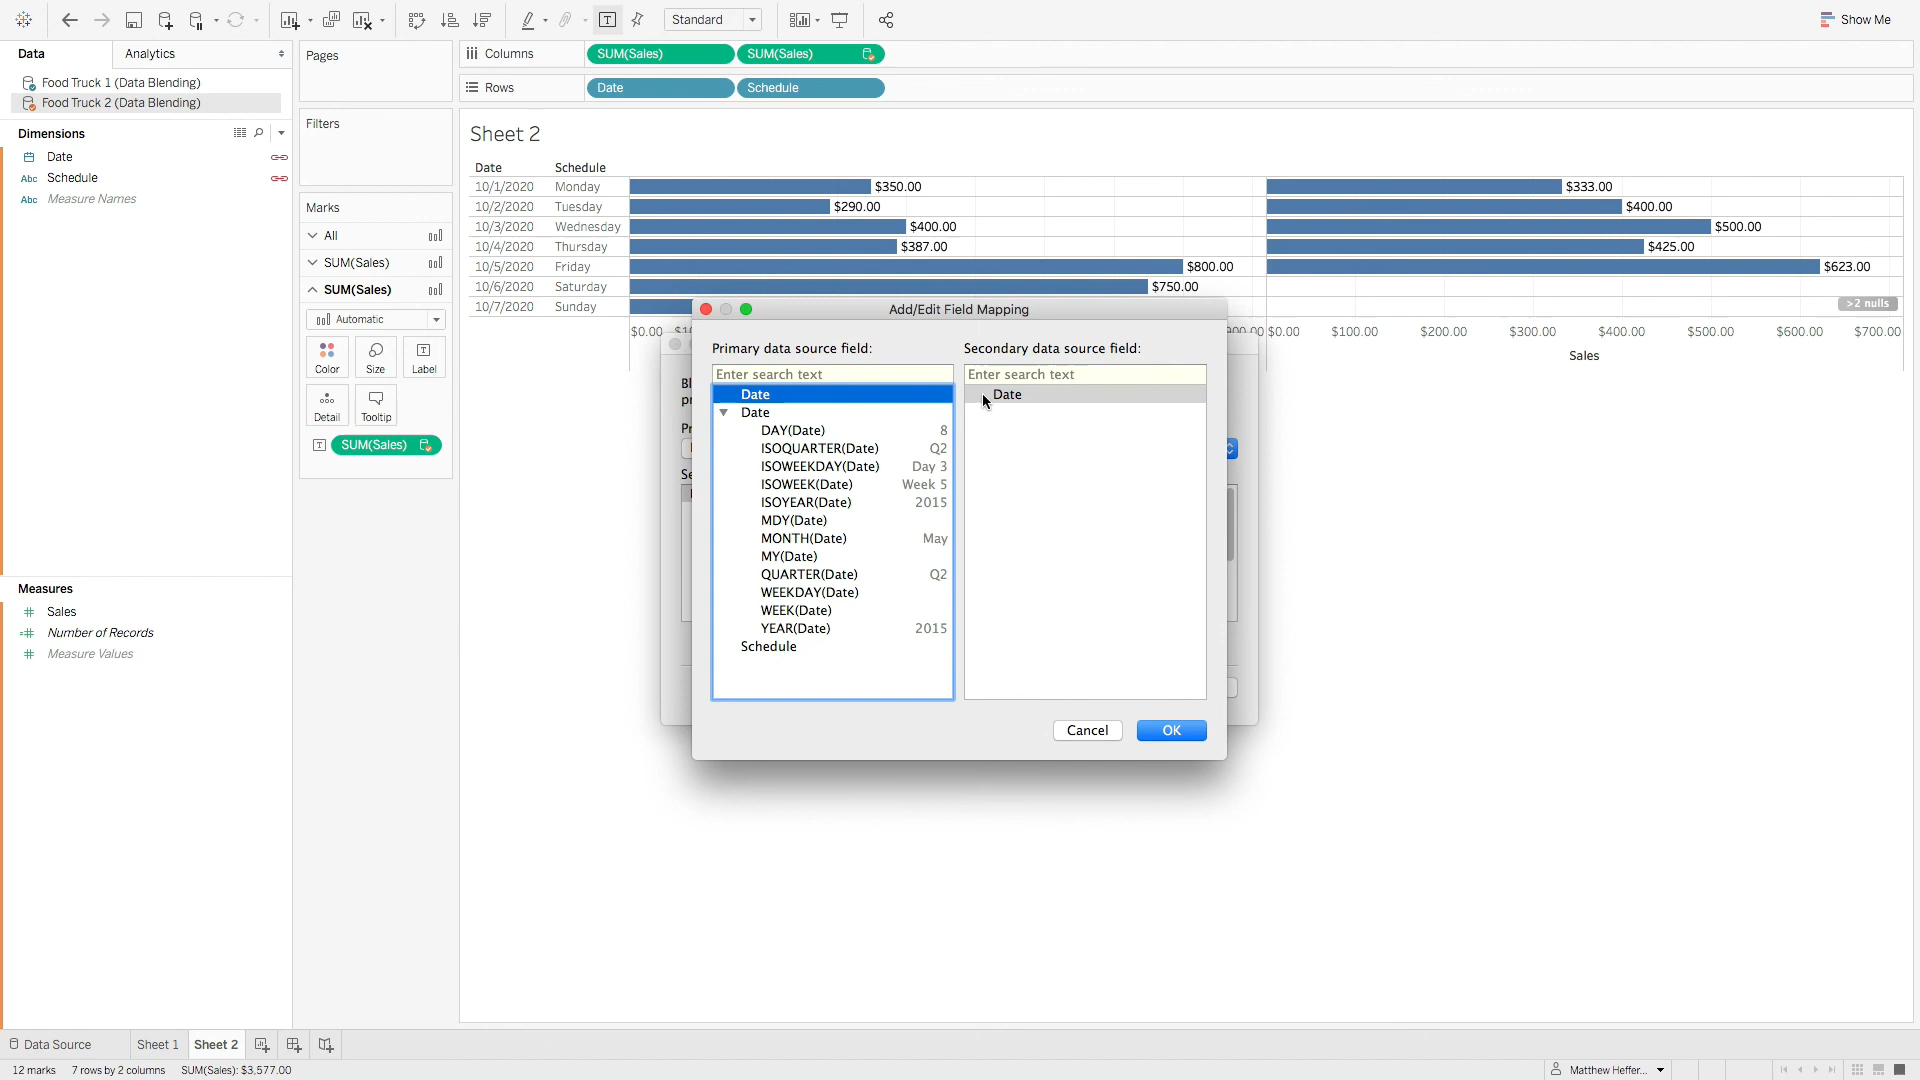 Standard
Show Me
Data
Analytics
Food Truck 1 (Data Blending)
Food Truck 2 (Data Blending)
Dimensions
Date
Abc Schedule
Abc Measure Names
Measures
Sales
Number of Records
Measure Values
Pages
Filters
Marks
All
SUM(Sales)
SUM(Sales)
Automatic
Color
Size
Label
Detail
Tooltip
SUM(Sales)
Columns
SUM(Sales)
SUM(Sales)
Rows
Date
Schedule
Sheet 2
Date Schedule
10/1/2020 Monday $350.00 $333.00
10/2/2020 Tuesday $290.00 $400.00
10/3/2020 Wednesday $400.00 $500.00
10/4/2020 Thursday $387.00 $425.00
10/5/2020 Friday $800.00 $623.00
10/6/2020 Saturday $750.00
10/7/2020 Sunday >2 nulls
$0.00 $0.00 $100.00 $200.00 $300.00 $400.00 $500.00 $600.00 $700.00
Sales
Add/Edit Field Mapping
Primary data source field:
Enter search text
Date
Date
DAY(Date) 8
ISOQUARTER(Date) Q2
ISOWEEKDAY(Date) Day 3
ISOWEEK(Date) Week 5
ISOYEAR(Date) 2015
MDY(Date)
MONTH(Date) May
MY(Date)
QUARTER(Date) Q2
WEEKDAY(Date)
WEEK(Date)
YEAR(Date) 2015
Schedule
Secondary data source field:
Enter search text
Date
Cancel
OK
Data Source
Sheet 1
Sheet 2
12 marks 7 rows by 2 columns SUM(Sales): $3,577.00
Matthew Heffer...